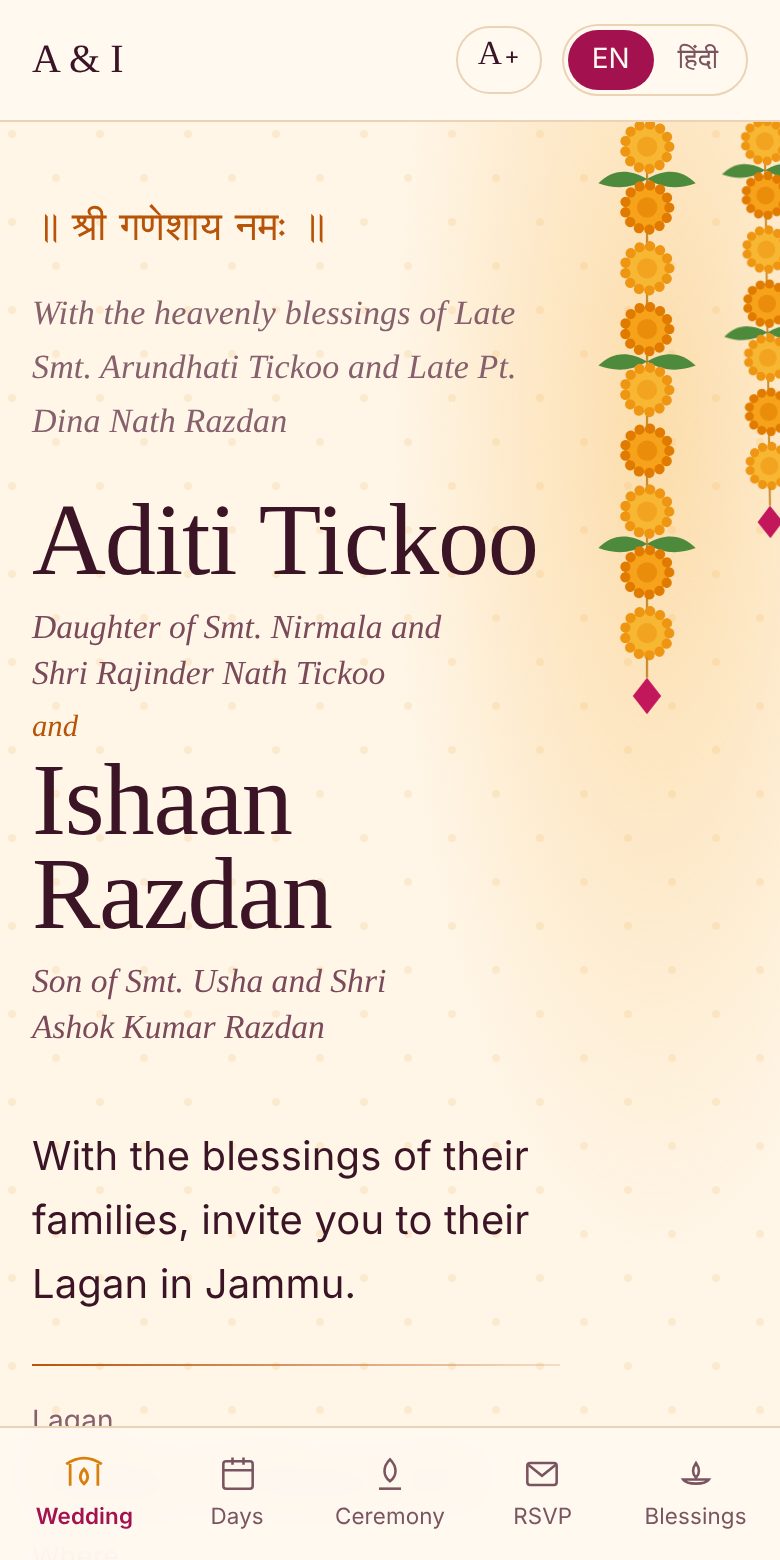 A & I
A+
EN
हिंदी
॥ श्री गणेशाय नमः ॥
With the heavenly blessings of Late
Smt. Arundhati Tickoo and Late Pt.
Dina Nath Razdan
Aditi Tickoo
Daughter of Smt. Nirmala and
Shri Rajinder Nath Tickoo
and
Ishaan
Razdan
Son of Smt. Usha and Shri
Ashok Kumar Razdan
With the blessings of their
families, invite you to their
Lagan in Jammu.
Lagan
Wedding
Days
Ceremony
RSVP
Blessings
Where